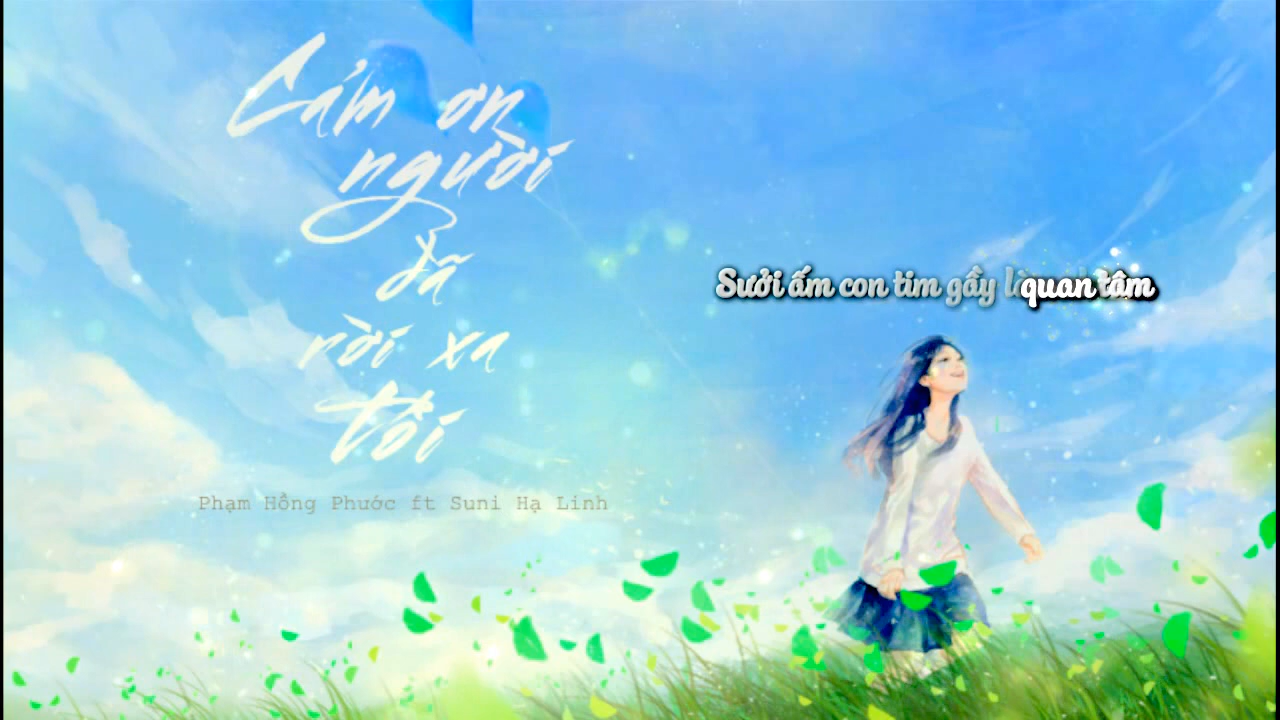 Cảm ơn
người
đã
rời xa
tôi
Phạm Hồng Phước ft Suni Hạ Linh
Sưởi ấm con tim gầy quan tâm